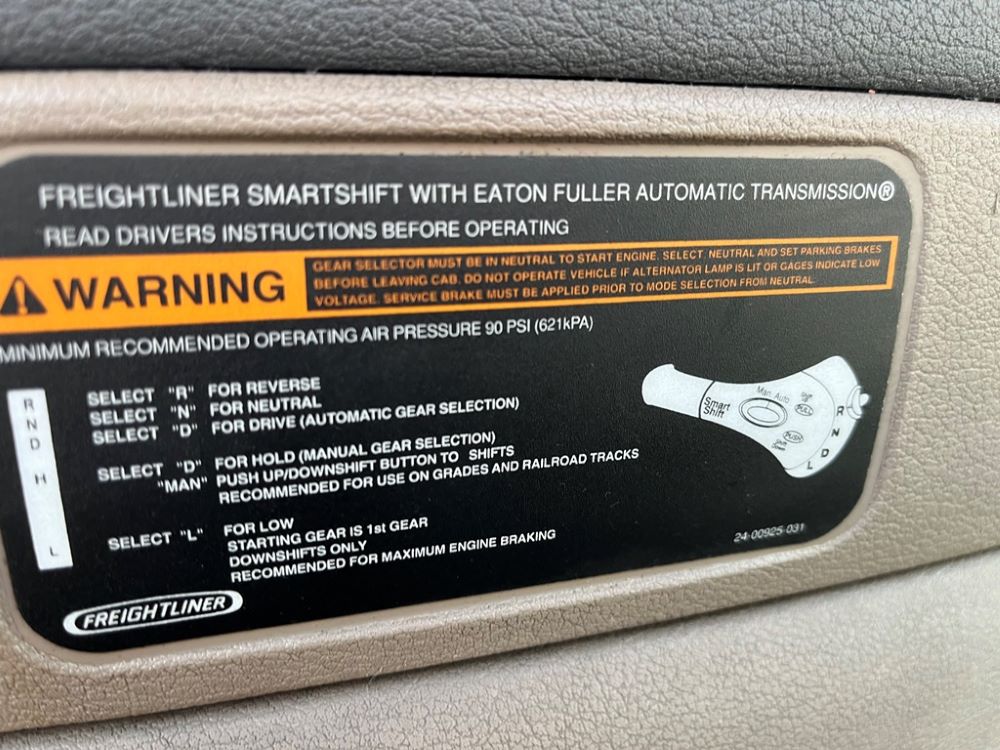 FREIGHTLINER SMARTSHIFT WITH EATON FULLER AUTOMATIC TRANSMISSION®
READ DRIVERS INSTRUCTIONS BEFORE OPERATING
WARNING
GEAR SELECTOR MUST BE IN NEUTRAL TO START ENGINE. SELECT NEUTRAL AND SET PARKING BRAKES
BEFORE LEAVING CAB. DO NOT OPERATE VEHICLE IF ALTERNATOR LAMP IS LIT OR GAGES INDICATE LOW
VOLTAGE. SERVICE BRAKE MUST BE APPLIED PRIOR TO MODE SELECTION FROM NEUTRAL.
MINIMUM RECOMMENDED OPERATING AIR PRESSURE 90 PSI (621kPA)
R
N
D
H
L
SELECT "R" FOR REVERSE
SELECT "N" FOR NEUTRAL
SELECT "D" FOR DRIVE (AUTOMATIC GEAR SELECTION)
SELECT "D" FOR HOLD (MANUAL GEAR SELECTION)
"MAN" PUSH UP/DOWNSHIFT BUTTON TO SHIFTS
RECOMMENDED FOR USE ON GRADES AND RAILROAD TRACKS
SELECT "L" FOR LOW
STARTING GEAR IS 1st GEAR
DOWNSHIFTS ONLY
RECOMMENDED FOR MAXIMUM ENGINE BRAKING
Smart
Shift
Man Auto
PULL
PUSH
R
N
D
L
24-00925-031
FREIGHTLINER